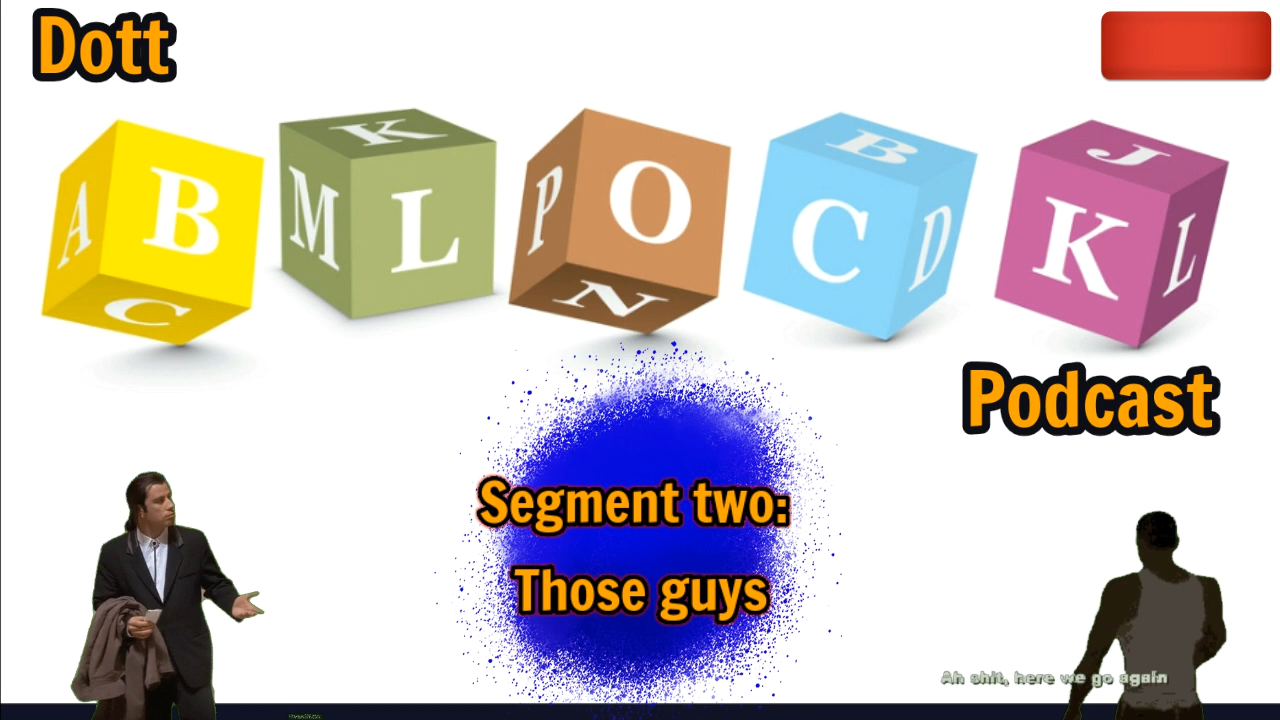 Dott
A B C
K M L
P O N
B C D
J K L
Podcast
Segment two:
Those guys
Ah shit, here we go again